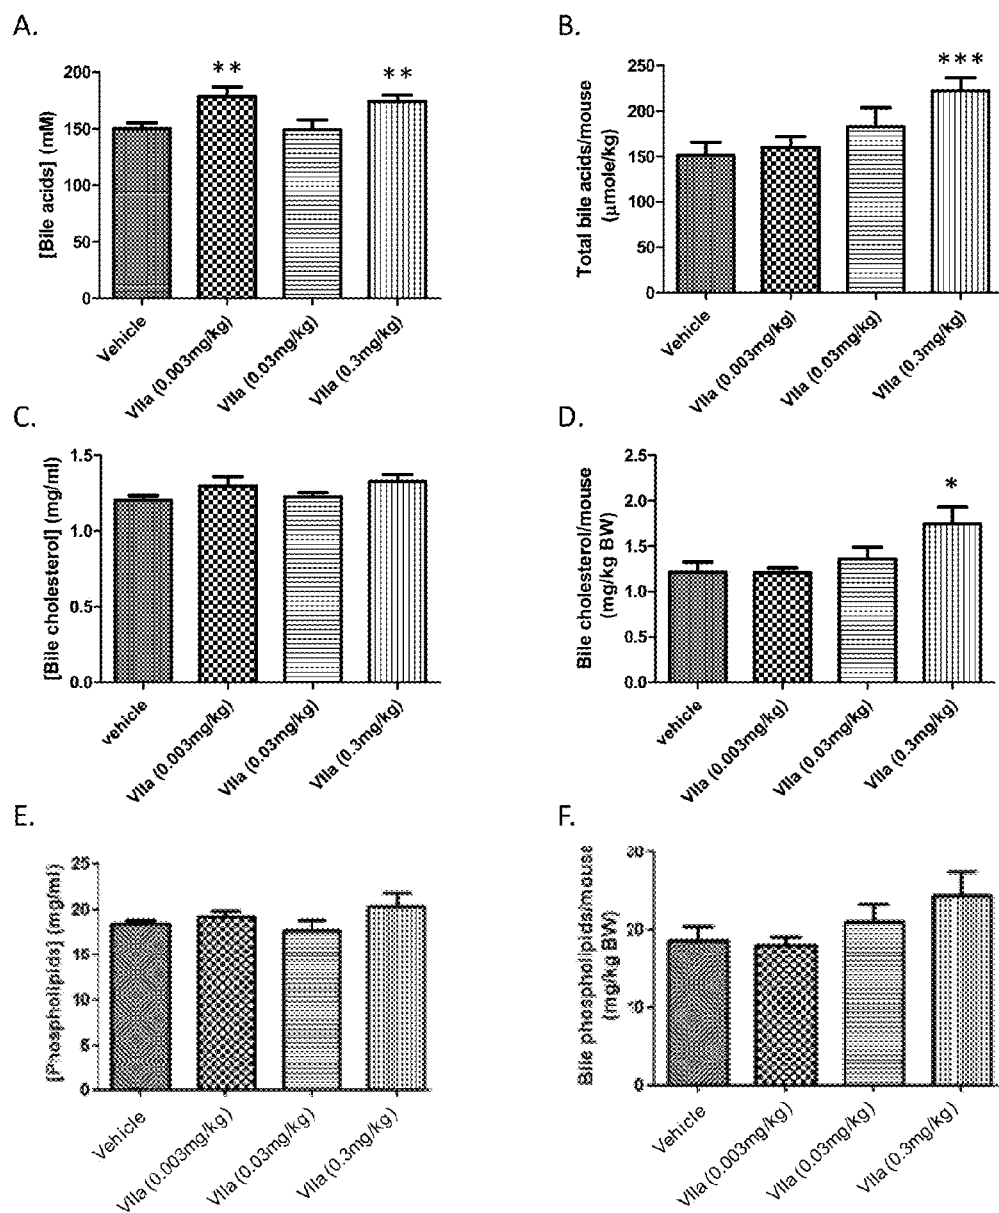 A.
[Bile acids] (mM)
200
150
100
50
0
**
**
Vehicle
VIIa (0.003mg/kg)
VIIa (0.03mg/kg)
VIIa (0.3mg/kg)
B.
Total bile acids/mouse
(µmole/kg)
250
200
150
100
50
0
***
Vehicle
VIIa (0.003mg/kg)
VIIa (0.03mg/kg)
VIIa (0.3mg/kg)
C.
[Bile cholesterol] (mg/ml)
1.5
1.0
0.5
0.0
vehicle
VIIa (0.003mg/kg)
VIIa (0.03mg/kg)
VIIa (0.3mg/kg)
D.
Bile cholesterol/mouse
(mg/kg BW)
2.5
2.0
1.5
1.0
0.5
0.0
*
vehicle
VIIa (0.003mg/kg)
VIIa (0.03mg/kg)
VIIa (0.3mg/kg)
E.
[Phospholipids] (mg/ml)
25
20
15
10
5
0
Vehicle
VIIa (0.003mg/kg)
VIIa (0.03mg/kg)
VIIa (0.3mg/kg)
F.
Bile phospholipids/mouse
(mg/kg BW)
30
20
10
0
Vehicle
VIIa (0.003mg/kg)
VIIa (0.03mg/kg)
VIIa (0.3mg/kg)